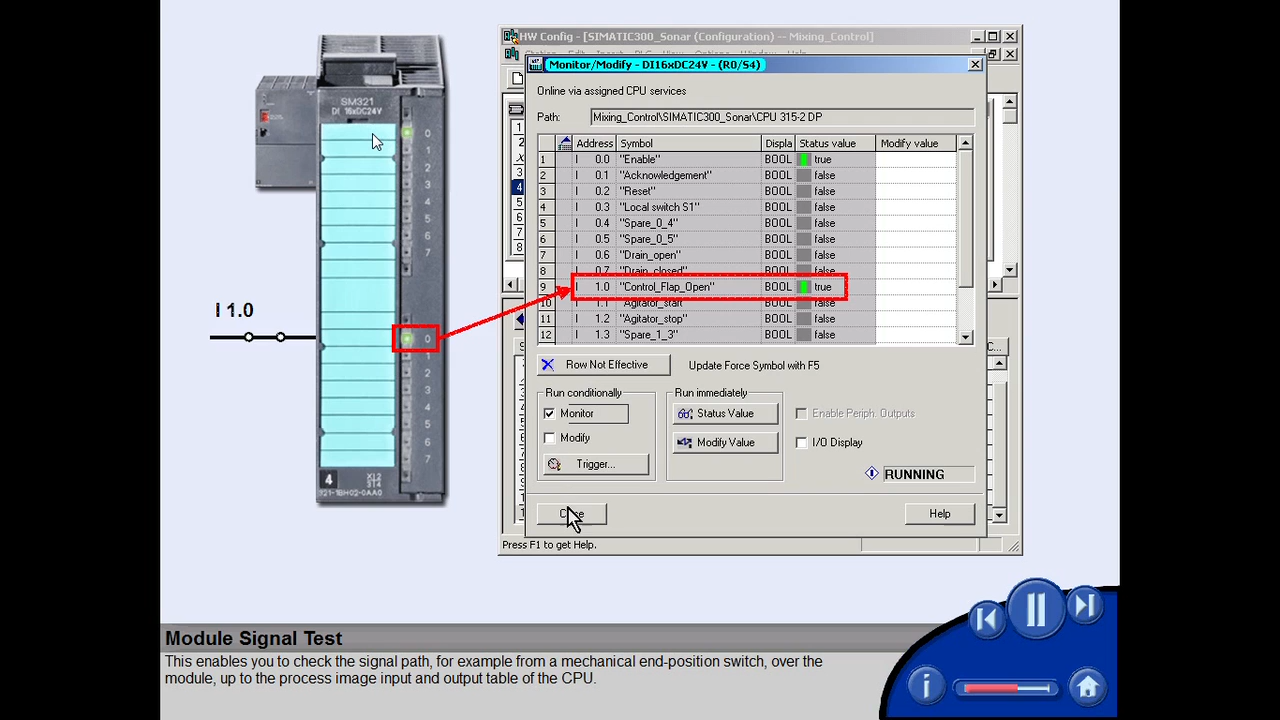 HW Config - [SIMATIC300_Sonar (Configuration) -- Mixing_Control]
Monitor/Modify - DI16xDC24V - (R0/S4)
Online via assigned CPU services
Path: Mixing_Control\SIMATIC300_Sonar\CPU 315-2 DP
Address Symbol Displa Status value Modify value
1 I 0.0 "Enable" BOOL true
2 I 0.1 "Acknowledgement" BOOL false
3 I 0.2 "Reset" BOOL false
4 I 0.3 "Local switch S1" BOOL false
5 I 0.4 "Spare_0_4" BOOL false
6 I 0.5 "Spare_0_5" BOOL false
7 I 0.6 "Drain_open" BOOL false
8 I 0.7 "Drain_closed" BOOL false
9 I 1.0 "Control_Flap_Open" BOOL true
10 I 1.1 "Agitator_start" BOOL false
11 I 1.2 "Agitator_stop" BOOL false
12 I 1.3 "Spare_1_3" BOOL false
Row Not Effective Update Force Symbol with F5
Run conditionally Run immediately
Monitor Status Value Enable Periph. Outputs
Modify Modify Value I/O Display
Trigger...
RUNNING
Help
Press F1 to get Help.
SM321
DI 16xDC24V
0
1
2
3
4
5
6
7
I 1.0
0
1
2
3
4
5
6
7
4
Module Signal Test
This enables you to check the signal path, for example from a mechanical end-position switch, over the
module, up to the process image input and output table of the CPU.